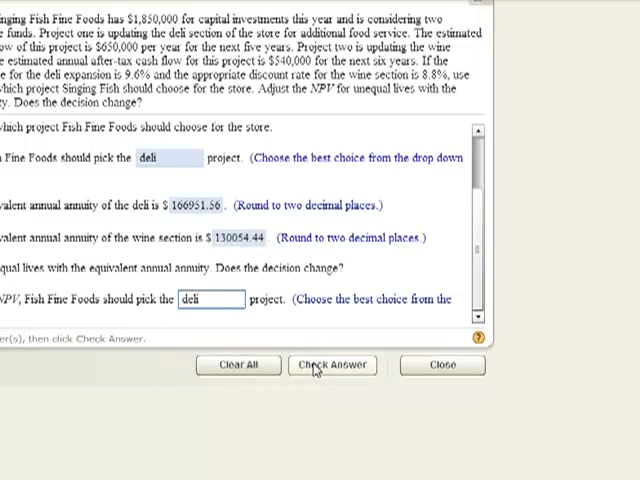 nging Fish Fine Foods has $1,850,000 for capital investments this year and is considering two
e funds. Project one is updating the deli section of the store for additional food service. The estimated
ow of this project is $650,000 per year for the next five years. Project two is updating the wine
e estimated annual after-tax cash flow for this project is $540,000 for the next six years. If the
e for the deli expansion is 9.6% and the appropriate discount rate for the wine section is 8.8%, use
which project Singing Fish should choose for the store. Adjust the NPV for unequal lives with the
ty. Does the decision change?
which project Fish Fine Foods should choose for the store.
Fine Foods should pick the deli project. (Choose the best choice from the drop down
valent annual annuity of the deli is $ 166951.56 . (Round to two decimal places.)
valent annual annuity of the wine section is $ 130054.44 . (Round to two decimal places.)
qual lives with the equivalent annual annuity. Does the decision change?
NPV, Fish Fine Foods should pick the deli project. (Choose the best choice from the
er(s), then click Check Answer.
?
Clear All Check Answer Close